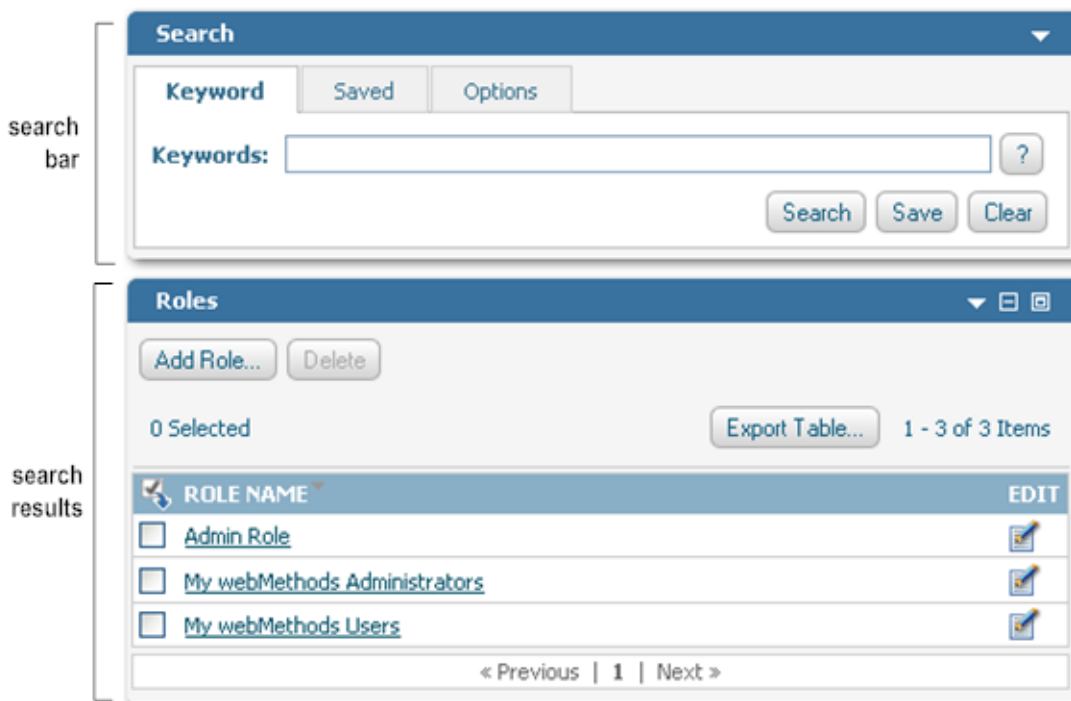 Search
Keyword Saved Options
search
bar
Keywords: ?
Search Save Clear
Roles
Add Role... Delete
0 Selected Export Table... 1 - 3 of 3 Items
search
results
ROLE NAME EDIT
Admin Role
My webMethods Administrators
My webMethods Users
« Previous | 1 | Next »